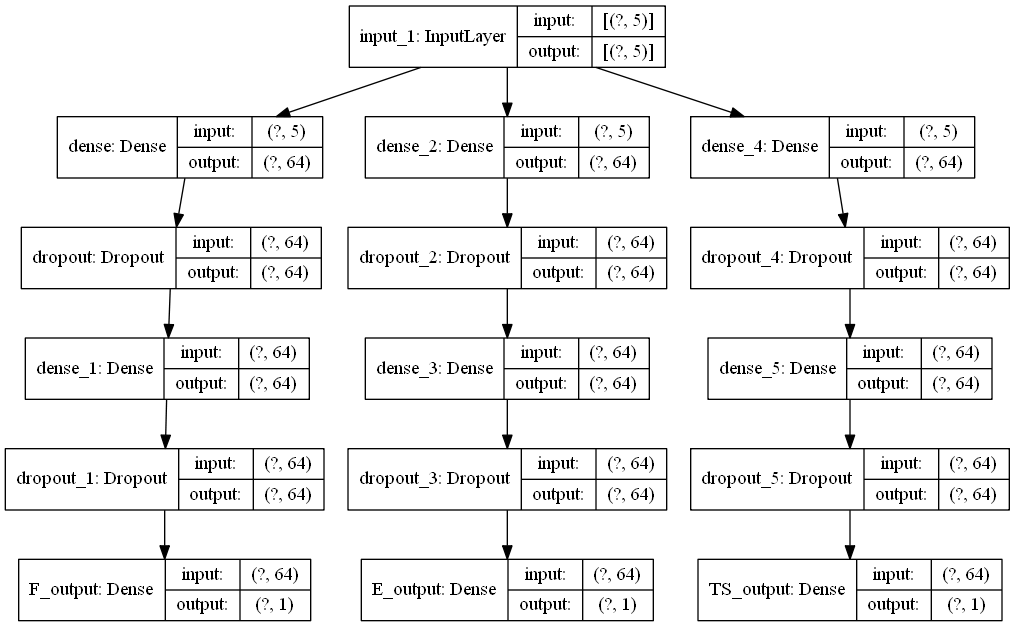 input_1: InputLayer
input: [(?, 5)]
output: [(?, 5)]
dense: Dense
input: (?, 5)
output: (?, 64)
dense_2: Dense
input: (?, 5)
output: (?, 64)
dense_4: Dense
input: (?, 5)
output: (?, 64)
dropout: Dropout
input: (?, 64)
output: (?, 64)
dropout_2: Dropout
input: (?, 64)
output: (?, 64)
dropout_4: Dropout
input: (?, 64)
output: (?, 64)
dense_1: Dense
input: (?, 64)
output: (?, 64)
dense_3: Dense
input: (?, 64)
output: (?, 64)
dense_5: Dense
input: (?, 64)
output: (?, 64)
dropout_1: Dropout
input: (?, 64)
output: (?, 64)
dropout_3: Dropout
input: (?, 64)
output: (?, 64)
dropout_5: Dropout
input: (?, 64)
output: (?, 64)
F_output: Dense
input: (?, 64)
output: (?, 1)
E_output: Dense
input: (?, 64)
output: (?, 1)
TS_output: Dense
input: (?, 64)
output: (?, 1)